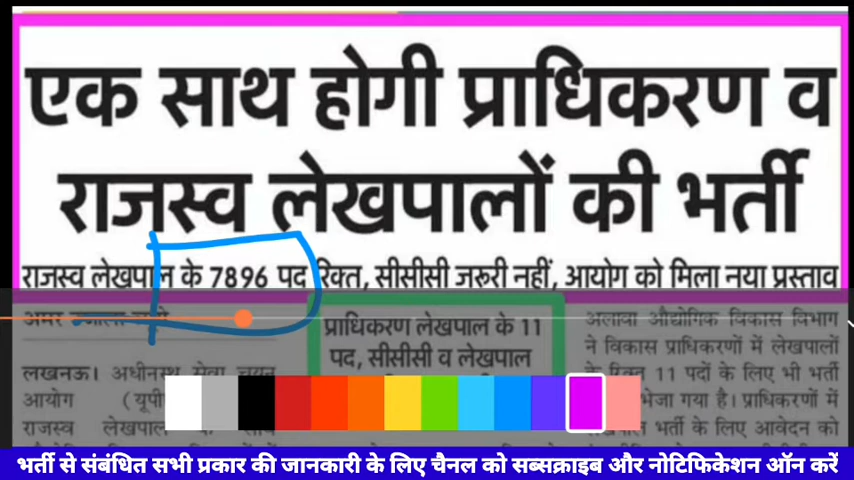 एक साथ होगी प्राधिकरण व
राजस्व लेखपालों की भर्ती
राजस्व लेखपाल के 7896 पद रिक्त, सीसीसी जरूरी नहीं, आयोग को मिला नया प्रस्ताव
अमर
लखनऊ। अधीनस्थ सेवा चयन
आयोग (यूपी
राजस्व लेखपाल
प्राधिकरण लेखपाल के 11
पद, सीसीसी व लेखपाल
अलावा औद्योगिक विकास विभाग
ने विकास प्राधिकरणों में लेखपालों
के रिक्त 11 पदों के लिए भी भर्ती
भेजा गया है। प्राधिकरणों में
लेखपाल भर्ती के लिए आवेदन को
भर्ती से संबंधित सभी प्रकार की जानकारी के लिए चैनल को सब्सक्राइब और नोटिफिकेशन ऑन करें